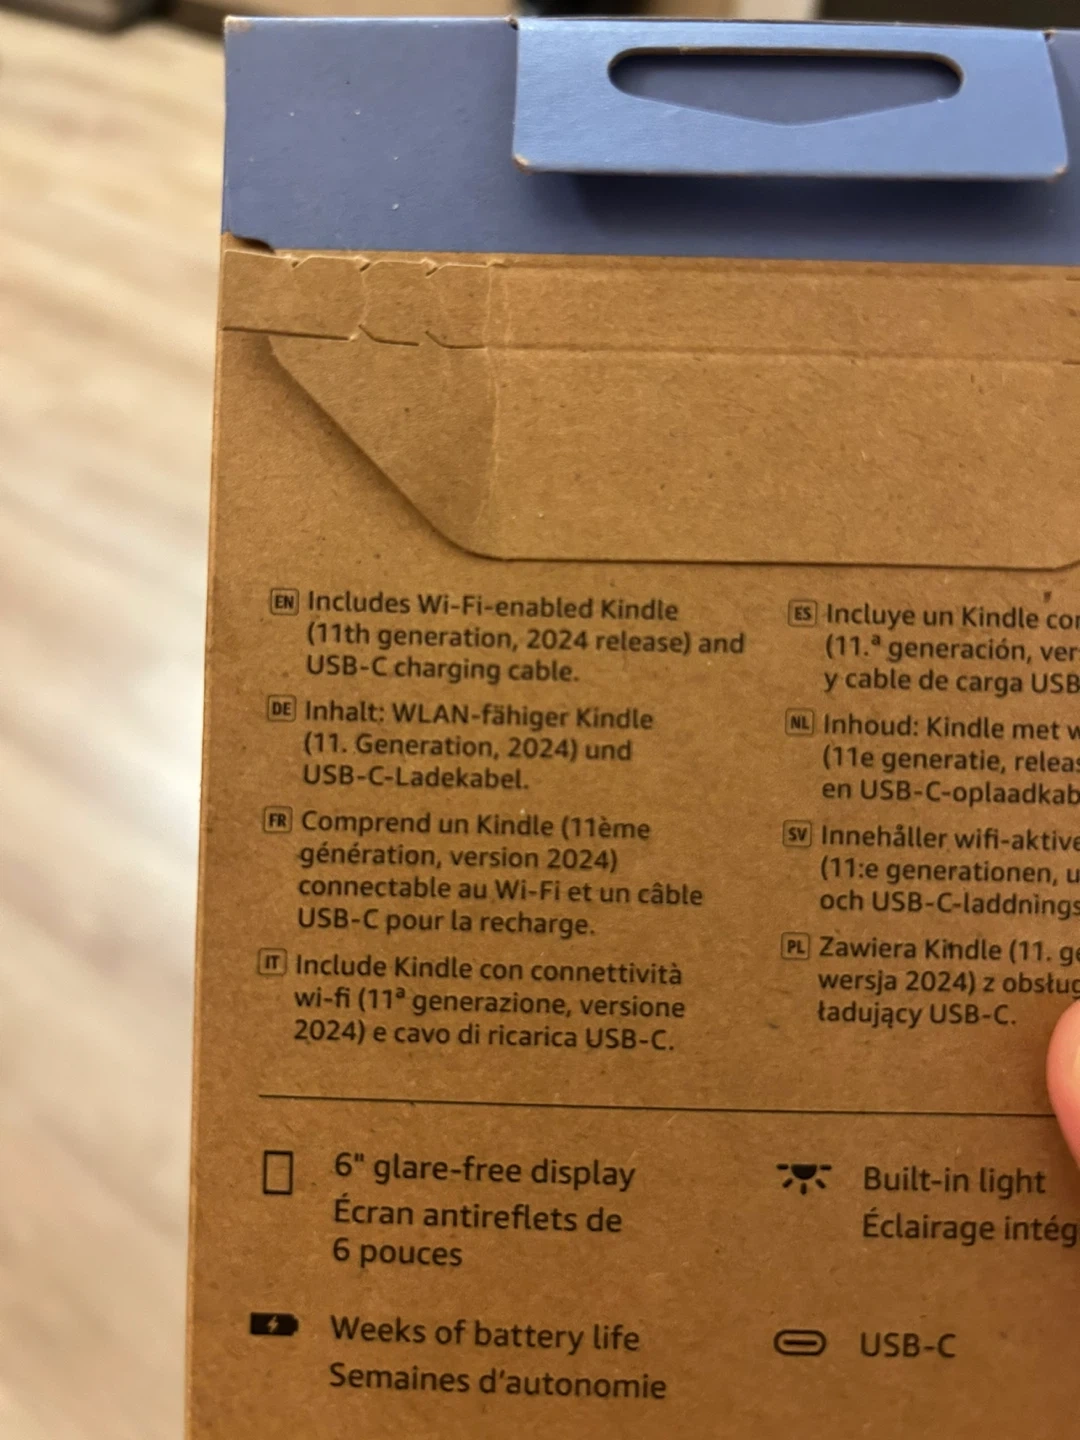 EN Includes Wi-Fi-enabled Kindle
(11th generation, 2024 release) and
USB-C charging cable.
DE Inhalt: WLAN-fähiger Kindle
(11. Generation, 2024) und
USB-C-Ladekabel.
FR Comprend un Kindle (11ème
génération, version 2024)
connectable au Wi-Fi et un câble
USB-C pour la recharge.
IT Include Kindle con connettività
wi-fi (11ª generazione, versione
2024) e cavo di ricarica USB-C.
ES Incluye un Kindle
(11.ª generación,
y cable de carga USB
NL Inhoud: Kindle met
(11e generatie,
en
SV Innehåller
(11:e generationen,
och
PL Zawiera Kindle (11.
wersja 2024) z
ładujący USB-C.
6" glare-free display
Écran antireflets de
6 pouces
Built-in light
Éclairage
Weeks of battery life
Semaines d'autonomie
USB-C